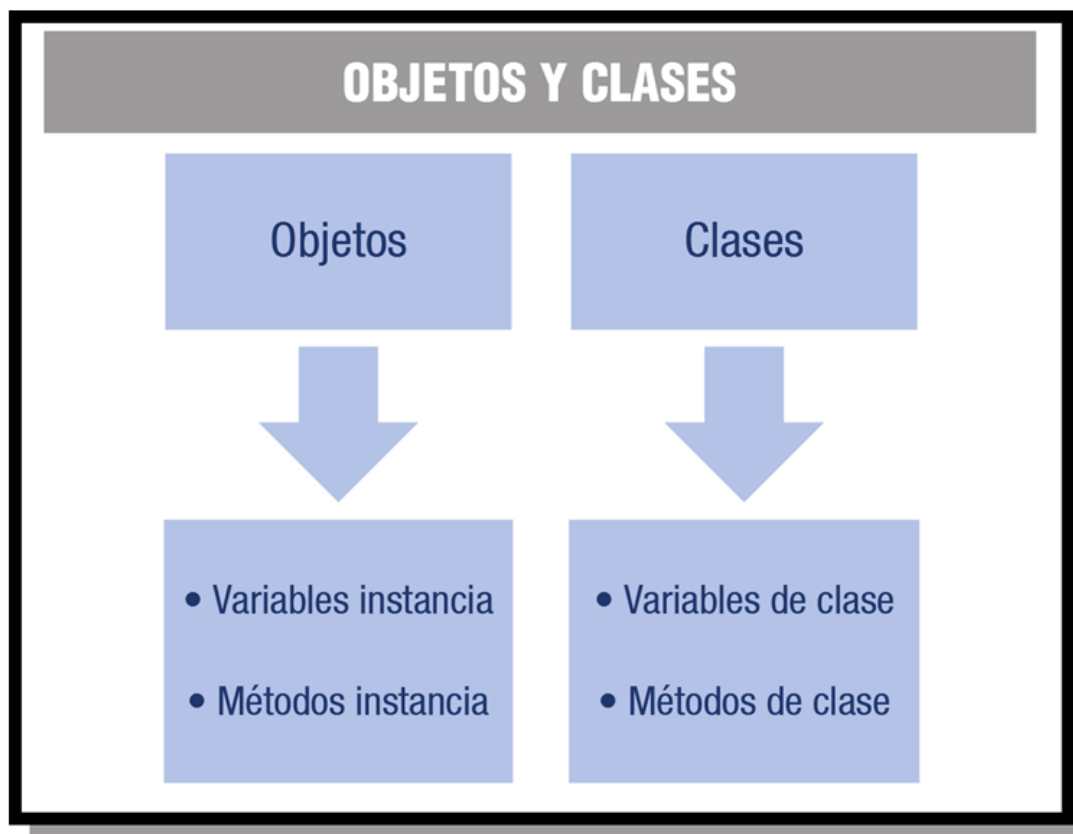 OBJETOS Y CLASES
Objetos
Clases
• Variables instancia
• Métodos instancia
• Variables de clase
• Métodos de clase